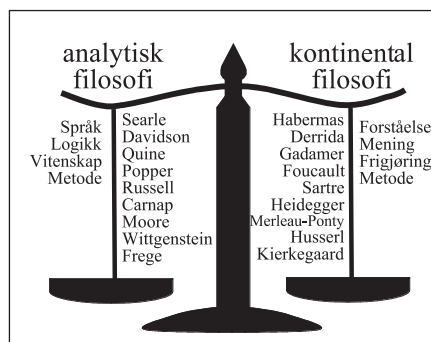 analytisk
filosofi
Språk
Logikk
Vitenskap
Metode
Searle
Davidson
Quine
Popper
Russell
Carnap
Moore
Wittgenstein
Frege
kontinental
filosofi
Habermas
Derrida
Gadamer
Foucault
Sartre
Heidegger
Merleau-Ponty
Husserl
Kierkegaard
Forståelse
Mening
Frigjøring
Metode